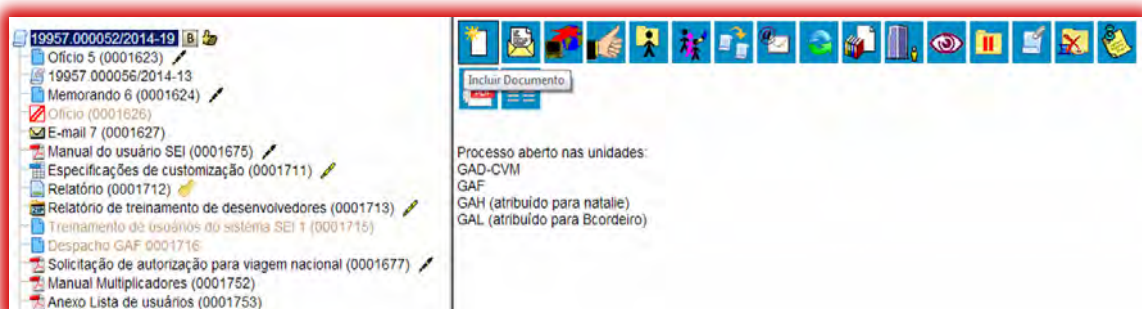 19957.000052/2014-19 B
Ofício 5 (0001623)
19957.000056/2014-13
Memorando 6 (0001624)
Ofício (0001626)
E-mail 7 (0001627)
Manual do usuário SEI (0001675)
Especificações de customização (0001711)
Relatório (0001712)
Relatório de treinamento de desenvolvedores (0001713)
Treinamento de usuários do sistema SEI 1 (0001715)
Despacho GAF 0001716
Solicitação de autorização para viagem nacional (0001677)
Manual Multiplicadores (0001752)
Anexo Lista de usuários (0001753)
Incluir Documento
Processo aberto nas unidades:
GAD-CVM
GAF
GAH (atribuído para natalie)
GAL (atribuído para Bcordeiro)